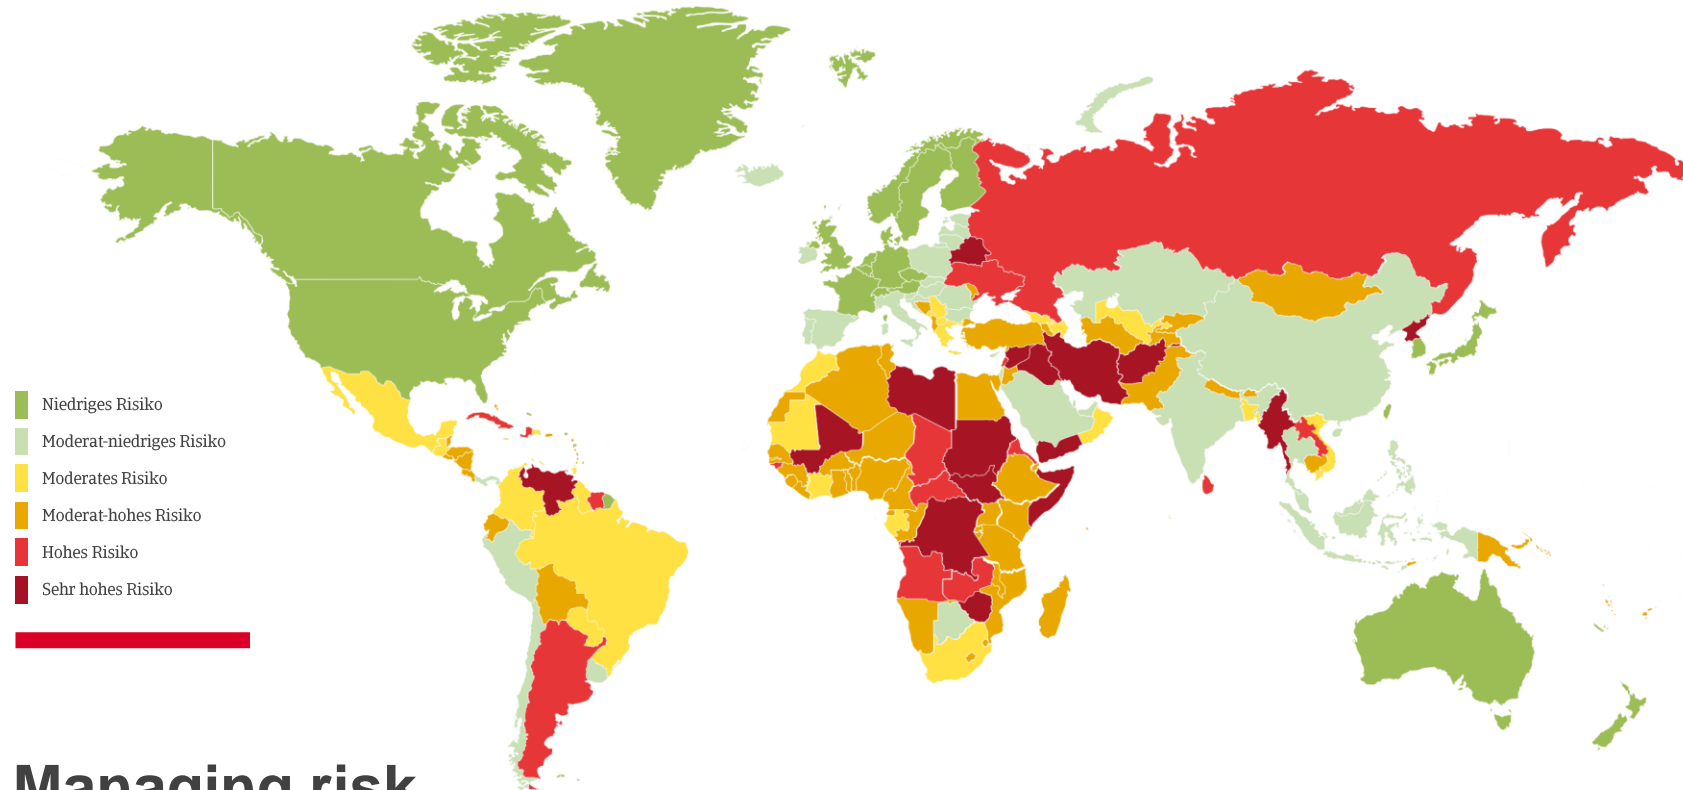 Niedriges Risiko
Moderat-niedriges Risiko
Moderates Risiko
Moderat-hohes Risiko
Hohes Risiko
Sehr hohes Risiko
Managing risk